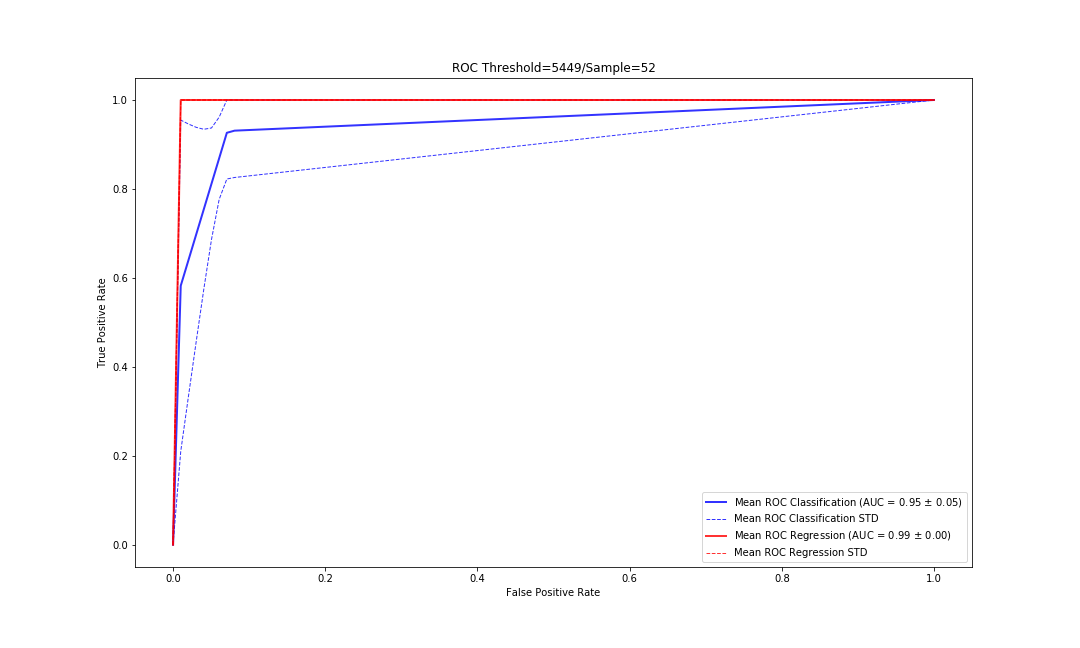 ROC Threshold=5449/Sample=52
1.0
0.8
0.6
0.4
0.2
0.0
True Positive Rate
Mean ROC Classification (AUC = 0.95 ± 0.05)
Mean ROC Classification STD
Mean ROC Regression (AUC = 0.99 ± 0.00)
Mean ROC Regression STD
0.0 0.2 0.4 0.6 0.8 1.0
False Positive Rate